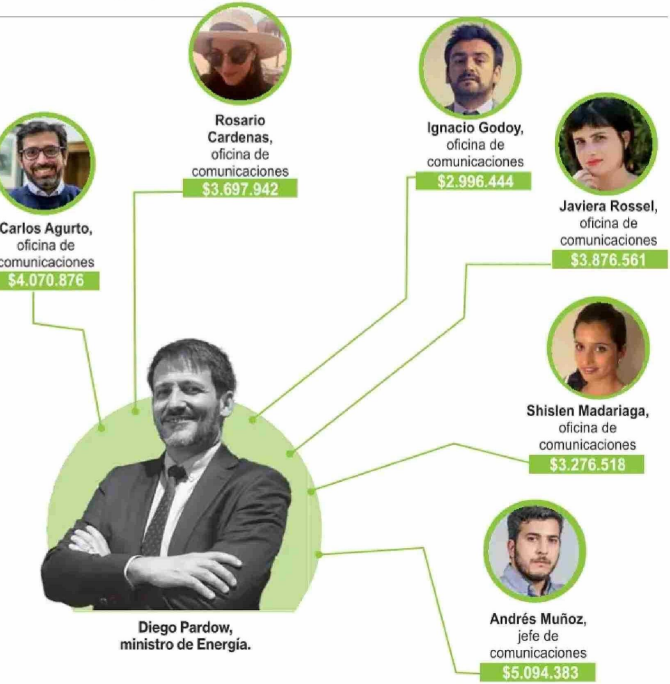 Rosario
Cardenas,
oficina de
comunicaciones
$3.697.942
Ignacio Godoy,
oficina de
comunicaciones
$2.996.444
Carlos Agurto,
oficina de
comunicaciones
$4.070.876
Javiera Rossel,
oficina de
comunicaciones
$3.876.561
Shislen Madariaga,
oficina de
comunicaciones
$3.276.518
Diego Pardow,
ministro de Energía.
Andrés Muñoz,
jefe de
comunicaciones
$5.094.383